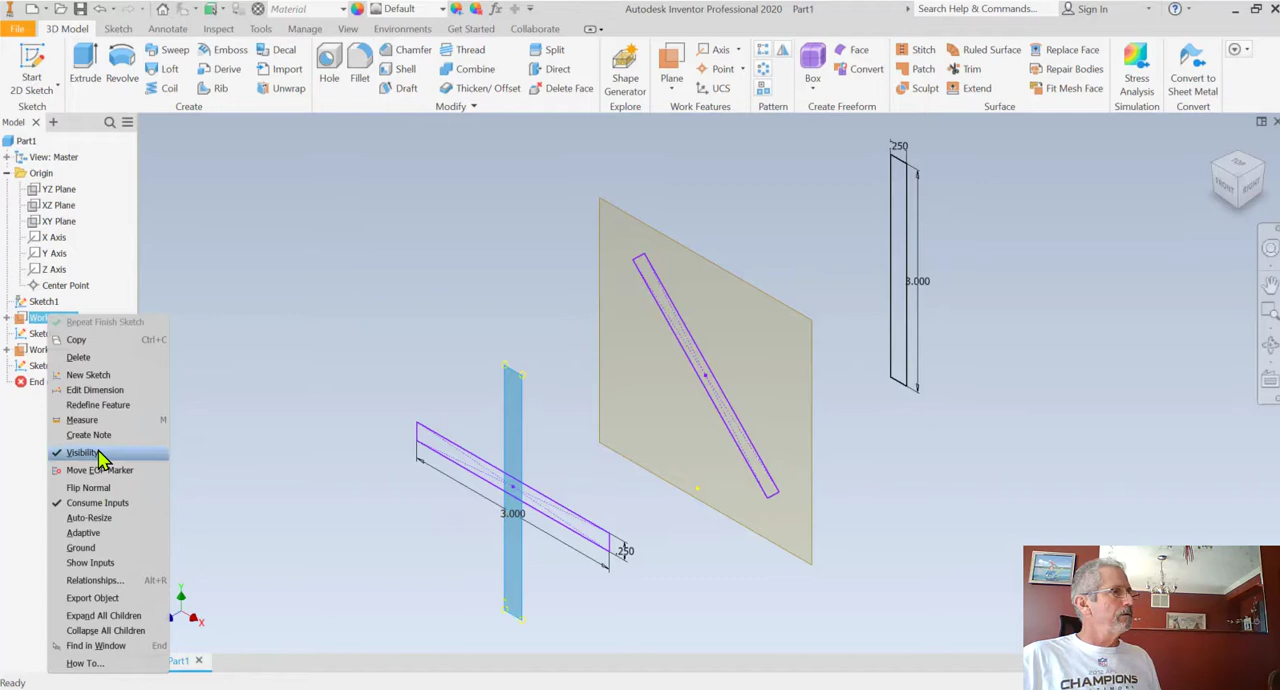 Material
Default
Autodesk Inventor Professional 2020 Part1
Search Help & Commands...
Sign In
File
3D Model
Sketch
Annotate
Inspect
Tools
Manage
View
Environments
Get Started
Collaborate
Start
2D Sketch
Extrude
Revolve
Sweep
Emboss
Decal
Loft
Derive
Import
Coil
Rib
Unwrap
Hole
Fillet
Chamfer
Thread
Split
Shell
Combine
Direct
Draft
Thicken/ Offset
Delete Face
Shape
Generator
Plane
Axis
Point
UCS
Box
Face
Convert
Stitch
Ruled Surface
Replace Face
Patch
Trim
Repair Bodies
Sculpt
Extend
Fit Mesh Face
Stress
Analysis
Convert to
Sheet Metal
Sketch
Create
Modify
Explore
Work Features
Pattern
Create Freeform
Surface
Simulation
Convert
Model
Part1
View: Master
Origin
YZ Plane
XZ Plane
XY Plane
X Axis
Y Axis
Z Axis
Center Point
Sketch1
Work
Sketc
Work
Sketc
End
Repeat Finish Sketch
Copy Ctrl+C
Delete
New Sketch
Edit Dimension
Redefine Feature
Measure M
Create Note
Visibility
Move EOP Marker
Flip Normal
Consume Inputs
Auto-Resize
Adaptive
Ground
Show Inputs
Relationships... Alt+R
Export Object
Expand All Children
Collapse All Children
Find in Window End
How To...
.250
3.000
3.000
.250
TOP
FRONT
RIGHT
Y
X
Part1
Ready
CHAMPIONS